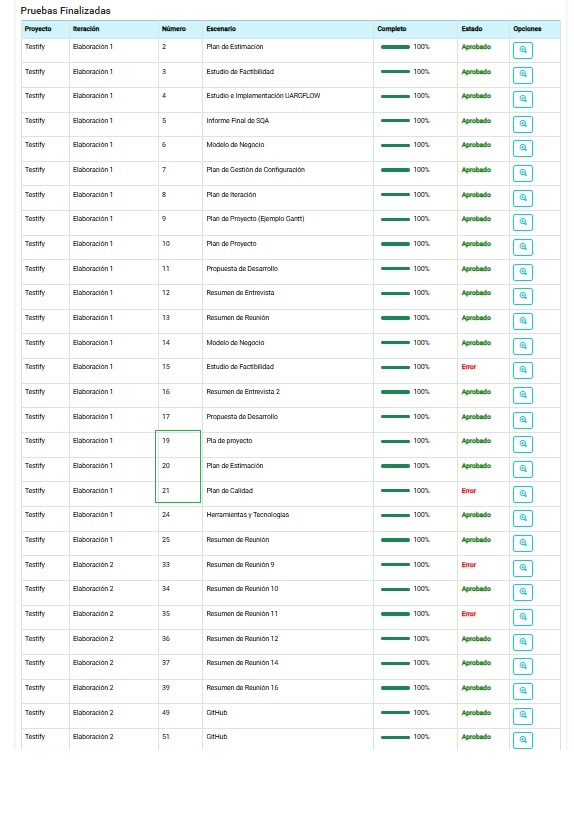 Pruebas Finalizadas
Proyecto Iteración Número Escenario Completo Estado Opciones
Testify Elaboración 1 2 Plan de Estimación 100% Aprobado
Testify Elaboración 1 3 Estudio de Factibilidad 100% Aprobado
Testify Elaboración 1 4 Estudio e Implementación UARGFLOW 100% Aprobado
Testify Elaboración 1 5 Informe Final de SQA 100% Aprobado
Testify Elaboración 1 6 Modelo de Negocio 100% Aprobado
Testify Elaboración 1 7 Plan de Gestión de Configuración 100% Aprobado
Testify Elaboración 1 8 Plan de Iteración 100% Aprobado
Testify Elaboración 1 9 Plan de Proyecto (Ejemplo Gantt) 100% Aprobado
Testify Elaboración 1 10 Plan de Proyecto 100% Aprobado
Testify Elaboración 1 11 Propuesta de Desarrollo 100% Aprobado
Testify Elaboración 1 12 Resumen de Entrevista 100% Aprobado
Testify Elaboración 1 13 Resumen de Reunión 100% Aprobado
Testify Elaboración 1 14 Modelo de Negocio 100% Aprobado
Testify Elaboración 1 15 Estudio de Factibilidad 100% Error
Testify Elaboración 1 16 Resumen de Entrevista 2 100% Aprobado
Testify Elaboración 1 17 Propuesta de Desarrollo 100% Aprobado
Testify Elaboración 1 19 Pla de proyecto 100% Aprobado
Testify Elaboración 1 20 Plan de Estimación 100% Aprobado
Testify Elaboración 1 21 Plan de Calidad 100% Error
Testify Elaboración 1 24 Herramientas y Tecnologias 100% Aprobado
Testify Elaboración 1 25 Resumen de Reunión 100% Aprobado
Testify Elaboración 2 33 Resumen de Reunión 9 100% Error
Testify Elaboración 2 34 Resumen de Reunión 10 100% Aprobado
Testify Elaboración 2 35 Resumen de Reunión 11 100% Error
Testify Elaboración 2 36 Resumen de Reunión 12 100% Aprobado
Testify Elaboración 2 37 Resumen de Reunión 14 100% Aprobado
Testify Elaboración 2 39 Resumen de Reunión 16 100% Aprobado
Testify Elaboración 2 49 GitHub 100% Aprobado
Testify Elaboración 2 51 GitHub 100% Aprobado